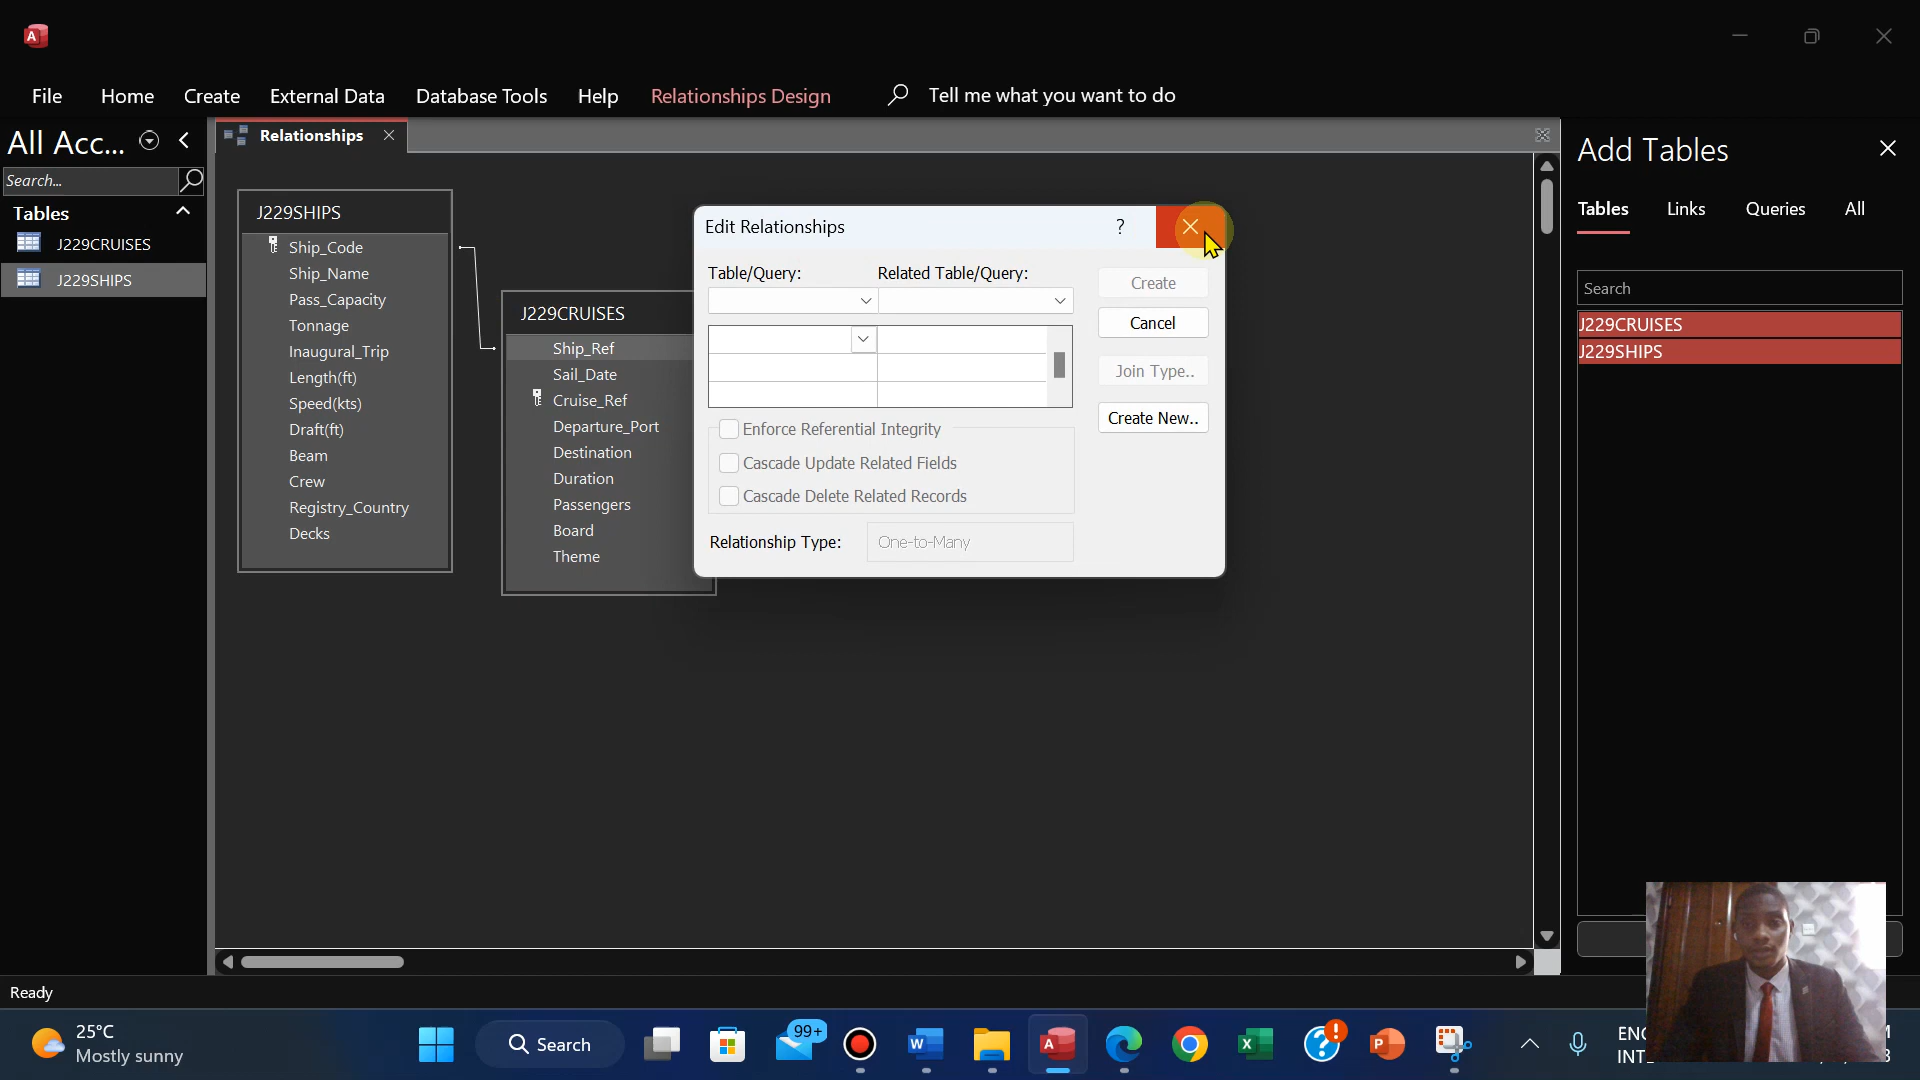 File Home Create External Data Database Tools Help Relationships Design Tell me what you want to do
All Acc...
Search...
Tables
J229CRUISES
J229SHIPS
Relationships
J229SHIPS
Ship_Code
Ship_Name
Pass_Capacity
Tonnage
Inaugural_Trip
Length(ft)
Speed(kts)
Draft(ft)
Beam
Crew
Registry_Country
Decks
J229CRUISES
Ship_Ref
Sail_Date
Cruise_Ref
Departure_Port
Destination
Duration
Passengers
Board
Theme
Edit Relationships ?
Table/Query: Related Table/Query:
Create
Cancel
Join Type..
Create New..
Enforce Referential Integrity
Cascade Update Related Fields
Cascade Delete Related Records
Relationship Type: One-to-Many
Add Tables
Tables Links Queries All
Search
J229CRUISES
J229SHIPS
Ready
25°C
Mostly sunny
Search
99+